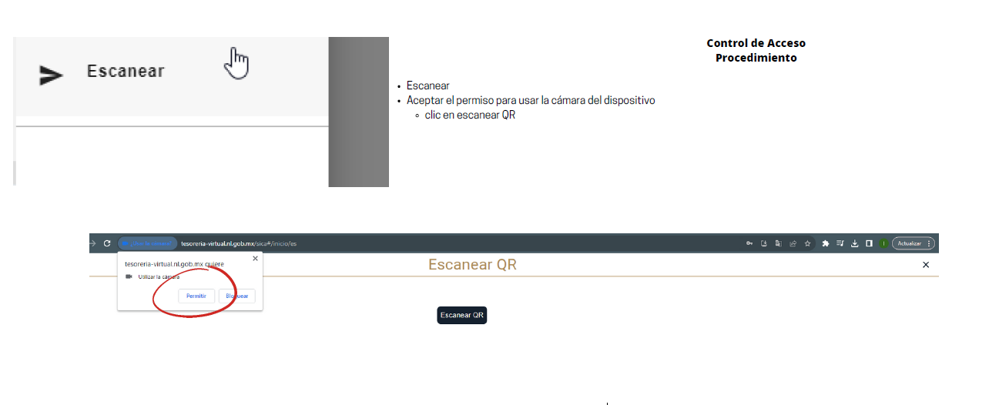 Control de Acceso
Procedimiento
Escanear
Escanear
Aceptar el permiso para usar la cámara del dispositivo
clic en escanear QR
tesoreria-virtual.nl.gob.mx/sica#/inicio/es
Actualizar
tesoreria-virtual.nl.gob.mx quiere
Utilizar la cámara
Permitir
Bloquear
Escanear QR
Escanear QR